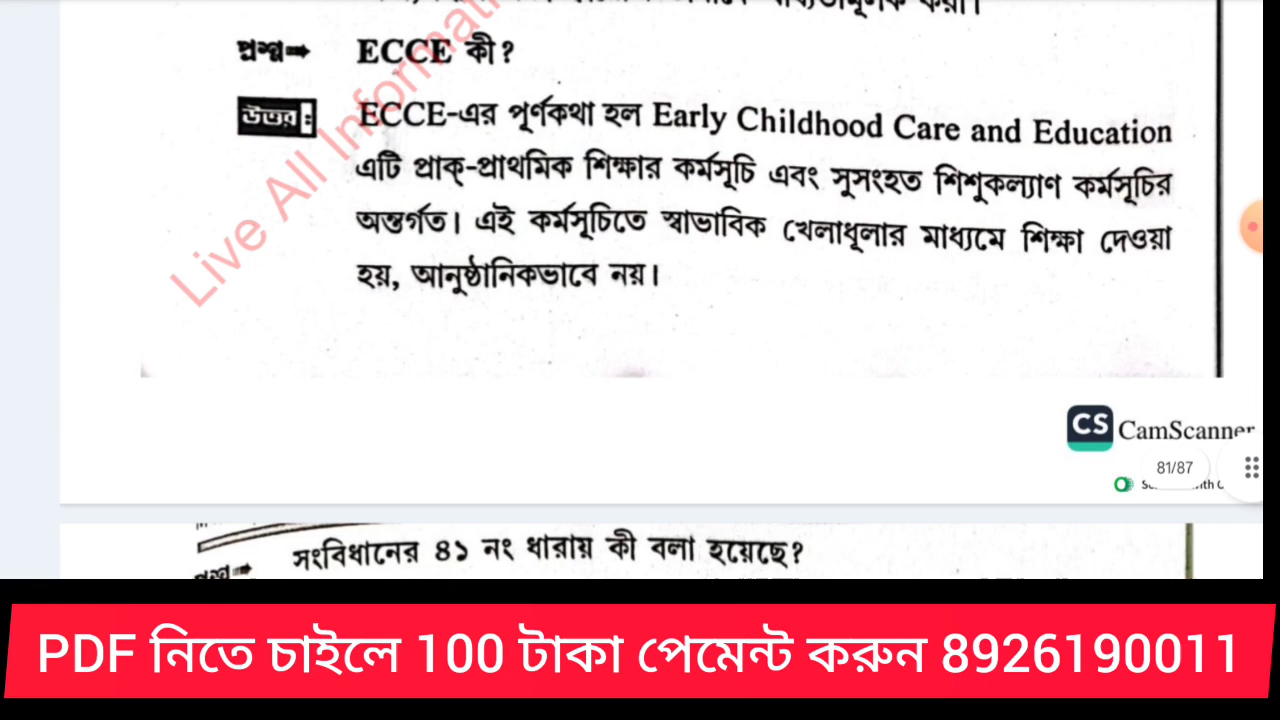 প্রশ্ন➠ ECCE কী?
উত্তর: ECCE-এর পূর্ণকথা হল Early Childhood Care and Education
এটি প্রাক্-প্রাথমিক শিক্ষার কর্মসূচি এবং সুসংহত শিশুকল্যাণ কর্মসূচির
অন্তর্গত। এই কর্মসূচিতে স্বাভাবিক খেলাধূলার মাধ্যমে শিক্ষা দেওয়া
হয়, আনুষ্ঠানিকভাবে নয়।
Live All Informati
CS CamScanner
81/87
সংবিধানের ৪১ নং ধারায় কী বলা হয়েছে?
PDF নিতে চাইলে 100 টাকা পেমেন্ট করুন 8926190011